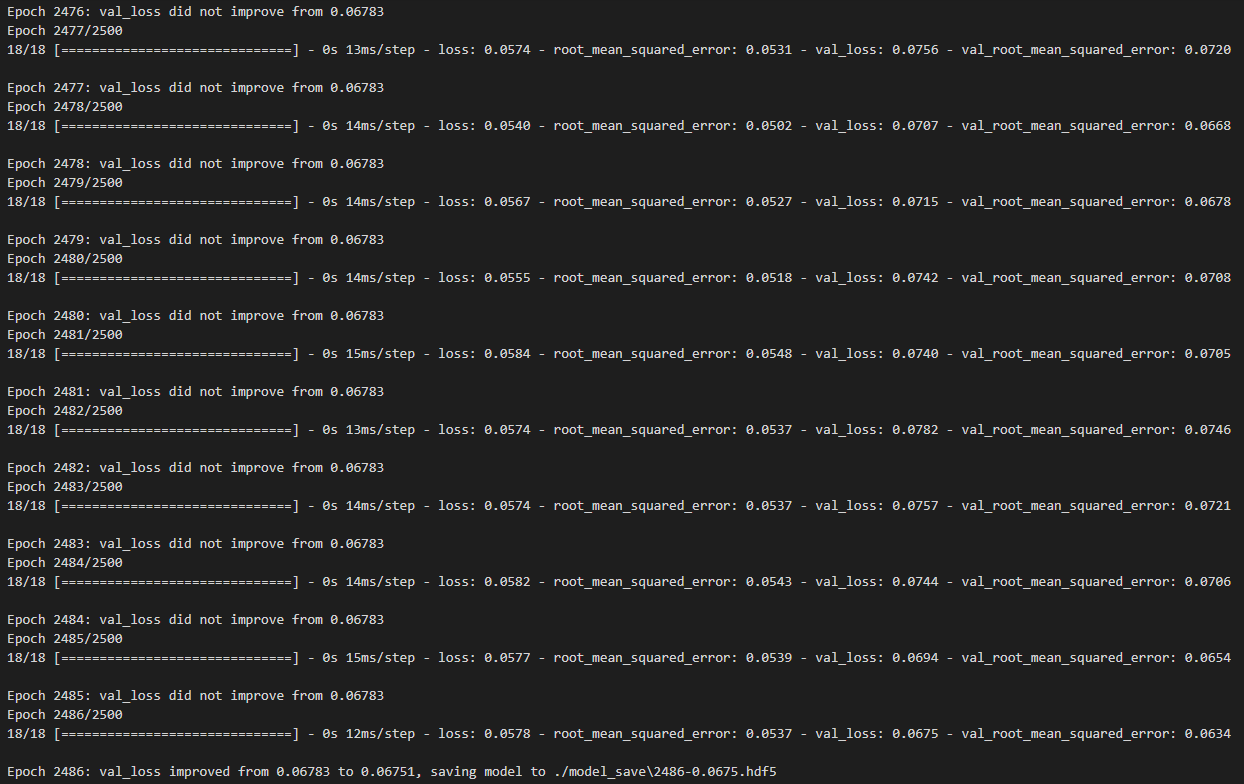 Epoch 2476: val_loss did not improve from 0.06783
Epoch 2477/2500
18/18 [==============================] - 0s 13ms/step - loss: 0.0574 - root_mean_squared_error: 0.0531 - val_loss: 0.0756 - val_root_mean_squared_error: 0.0720
Epoch 2477: val_loss did not improve from 0.06783
Epoch 2478/2500
18/18 [==============================] - 0s 14ms/step - loss: 0.0540 - root_mean_squared_error: 0.0502 - val_loss: 0.0707 - val_root_mean_squared_error: 0.0668
Epoch 2478: val_loss did not improve from 0.06783
Epoch 2479/2500
18/18 [==============================] - 0s 14ms/step - loss: 0.0567 - root_mean_squared_error: 0.0527 - val_loss: 0.0715 - val_root_mean_squared_error: 0.0678
Epoch 2479: val_loss did not improve from 0.06783
Epoch 2480/2500
18/18 [==============================] - 0s 14ms/step - loss: 0.0555 - root_mean_squared_error: 0.0518 - val_loss: 0.0742 - val_root_mean_squared_error: 0.0708
Epoch 2480: val_loss did not improve from 0.06783
Epoch 2481/2500
18/18 [==============================] - 0s 15ms/step - loss: 0.0584 - root_mean_squared_error: 0.0548 - val_loss: 0.0740 - val_root_mean_squared_error: 0.0705
Epoch 2481: val_loss did not improve from 0.06783
Epoch 2482/2500
18/18 [==============================] - 0s 13ms/step - loss: 0.0574 - root_mean_squared_error: 0.0537 - val_loss: 0.0782 - val_root_mean_squared_error: 0.0746
Epoch 2482: val_loss did not improve from 0.06783
Epoch 2483/2500
18/18 [==============================] - 0s 14ms/step - loss: 0.0574 - root_mean_squared_error: 0.0537 - val_loss: 0.0757 - val_root_mean_squared_error: 0.0721
Epoch 2483: val_loss did not improve from 0.06783
Epoch 2484/2500
18/18 [==============================] - 0s 14ms/step - loss: 0.0582 - root_mean_squared_error: 0.0543 - val_loss: 0.0744 - val_root_mean_squared_error: 0.0706
Epoch 2484: val_loss did not improve from 0.06783
Epoch 2485/2500
18/18 [==============================] - 0s 15ms/step - loss: 0.0577 - root_mean_squared_error: 0.0539 - val_loss: 0.0694 - val_root_mean_squared_error: 0.0654
Epoch 2485: val_loss did not improve from 0.06783
Epoch 2486/2500
18/18 [==============================] - 0s 12ms/step - loss: 0.0578 - root_mean_squared_error: 0.0537 - val_loss: 0.0675 - val_root_mean_squared_error: 0.0634
Epoch 2486: val_loss improved from 0.06783 to 0.06751, saving model to ./model_save\2486-0.0675.hdf5